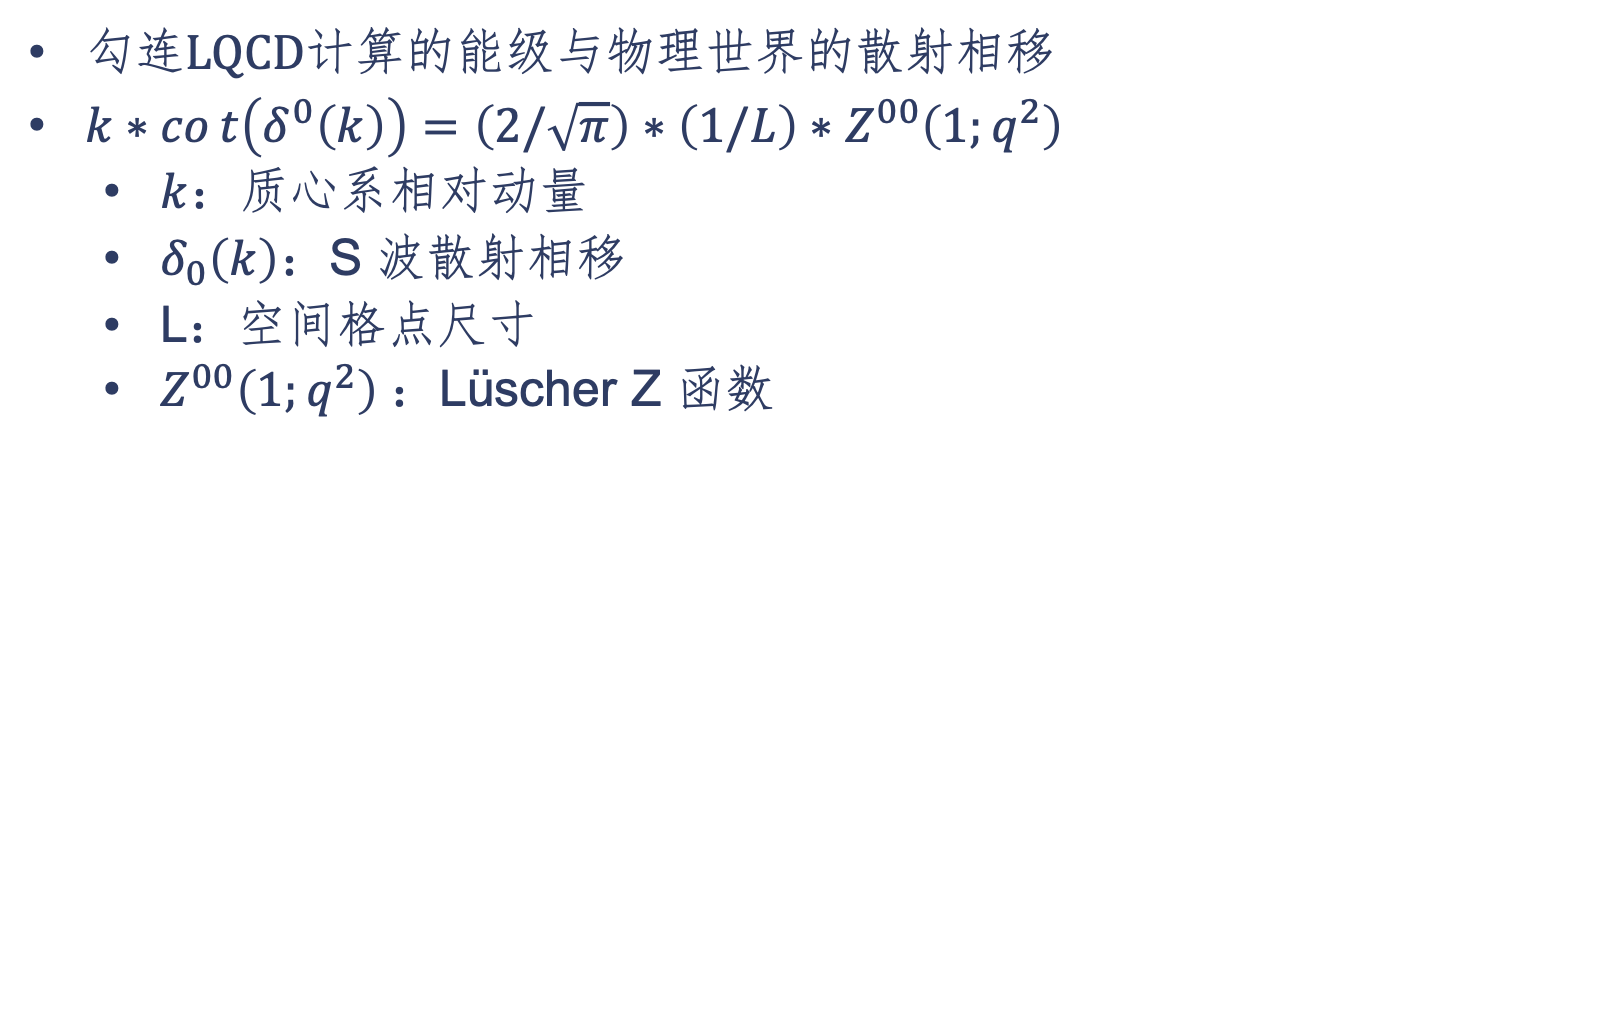 • 勾连LQCD计算的能级与物理世界的散射相移
• k ∗ co t(δ⁰(k)) = (2/√π) ∗ (1/L) ∗ Z⁰⁰(1; q²)
• k：质心系相对动量
• δ₀(k)：S 波散射相移
• L：空间格点尺寸
• Z⁰⁰(1; q²)：Lüscher Z 函数